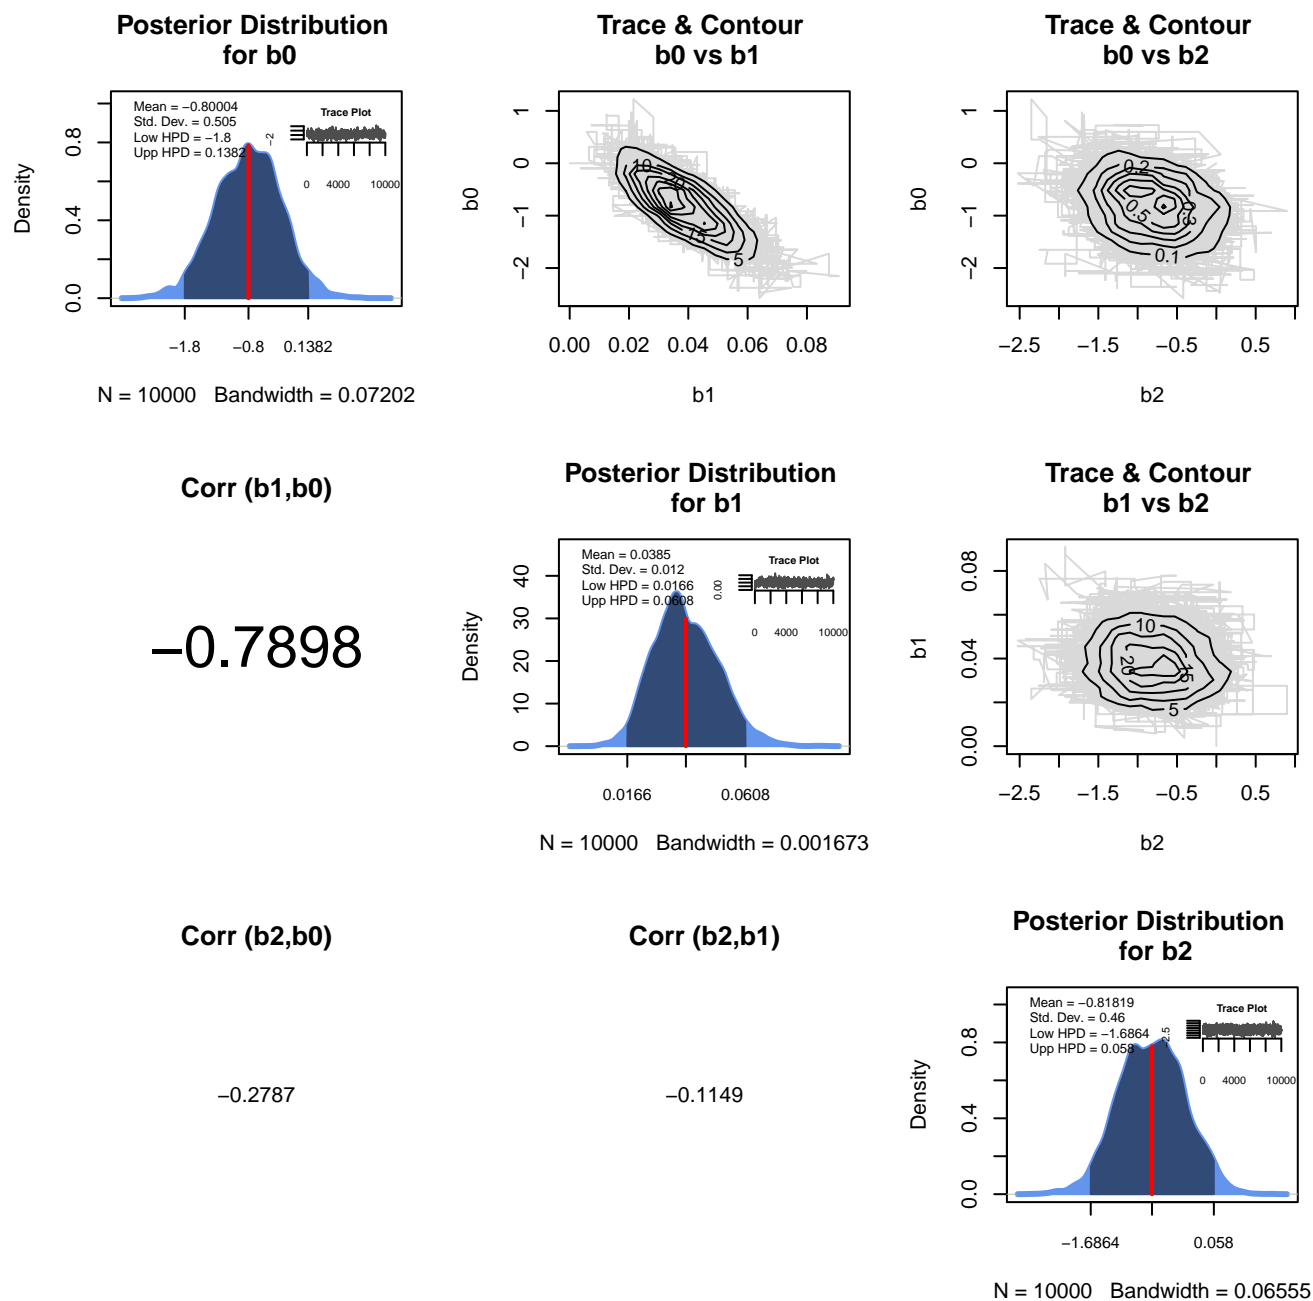 Posterior Distribution
for b0
Mean = −0.80004
Std. Dev. = 0.505
Low HPD = −1.8
Upp HPD = 0.1382
Trace Plot
−2
0 4000 10000
Density
0.0 0.4 0.8
−1.8 −0.8 0.1382
N = 10000 Bandwidth = 0.07202
Trace & Contour
b0 vs b1
b0
−2 −1 0 1
10
20
15
5
0.00 0.02 0.04 0.06 0.08
b1
Trace & Contour
b0 vs b2
b0
−2 −1 0 1
0.2
0.5
0.3
0.1
−2.5 −1.5 −0.5 0.5
b2
Corr (b1,b0)
−0.7898
Posterior Distribution
for b1
Mean = 0.0385
Std. Dev. = 0.012
Low HPD = 0.0166
Upp HPD = 0.0608
Trace Plot
0.00
0 4000 10000
Density
0 10 20 30 40
0.0166 0.0608
N = 10000 Bandwidth = 0.001673
Trace & Contour
b1 vs b2
b1
0.00 0.04 0.08
10
20
15
5
−2.5 −1.5 −0.5 0.5
b2
Corr (b2,b0)
−0.2787
Corr (b2,b1)
−0.1149
Posterior Distribution
for b2
Mean = −0.81819
Std. Dev. = 0.46
Low HPD = −1.6864
Upp HPD = 0.058
Trace Plot
−2.5
0 4000 10000
Density
0.0 0.4 0.8
−1.6864 0.058
N = 10000 Bandwidth = 0.06555